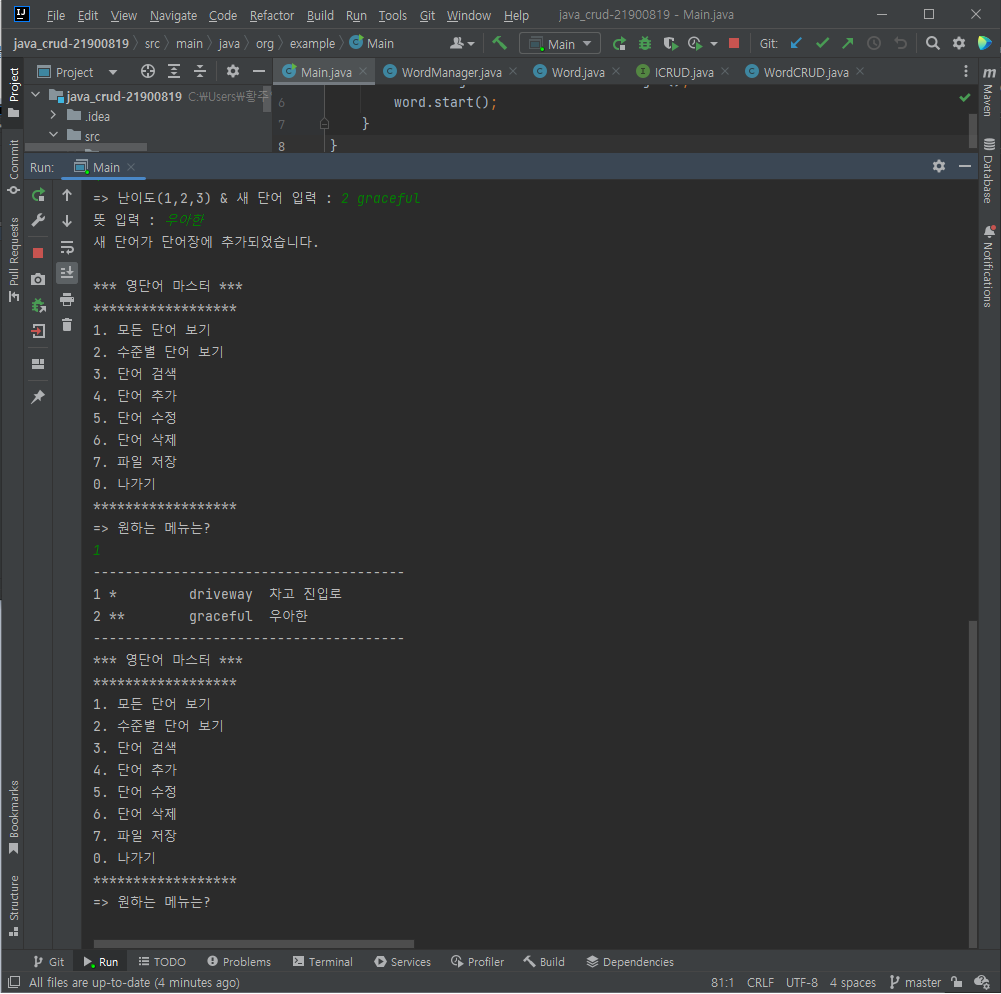 File Edit View Navigate Code Refactor Build Run Tools Git Window Help java_crud-21900819 - Main.java
java_crud-21900819 src main java org example Main Main Git:
Project Main.java WordManager.java Word.java ICRUD.java WordCRUD.java
java_crud-21900819 C:₩Users₩황주
.idea
src
6 word.start();
7 }
8 }
Run: Main
=> 난이도(1,2,3) & 새 단어 입력 : 2 graceful
뜻 입력 : 우아한
새 단어가 단어장에 추가되었습니다.
*** 영단어 마스터 ***
******************
1. 모든 단어 보기
2. 수준별 단어 보기
3. 단어 검색
4. 단어 추가
5. 단어 수정
6. 단어 삭제
7. 파일 저장
0. 나가기
******************
=> 원하는 메뉴는?
1
---------------------------------------
1 * driveway 차고 진입로
2 ** graceful 우아한
---------------------------------------
*** 영단어 마스터 ***
******************
1. 모든 단어 보기
2. 수준별 단어 보기
3. 단어 검색
4. 단어 추가
5. 단어 수정
6. 단어 삭제
7. 파일 저장
0. 나가기
******************
=> 원하는 메뉴는?
Project
Commit
Pull Requests
Bookmarks
Structure
Maven
Database
Notifications
Git Run TODO Problems Terminal Services Profiler Build Dependencies
All files are up-to-date (4 minutes ago) 81:1 CRLF UTF-8 4 spaces master